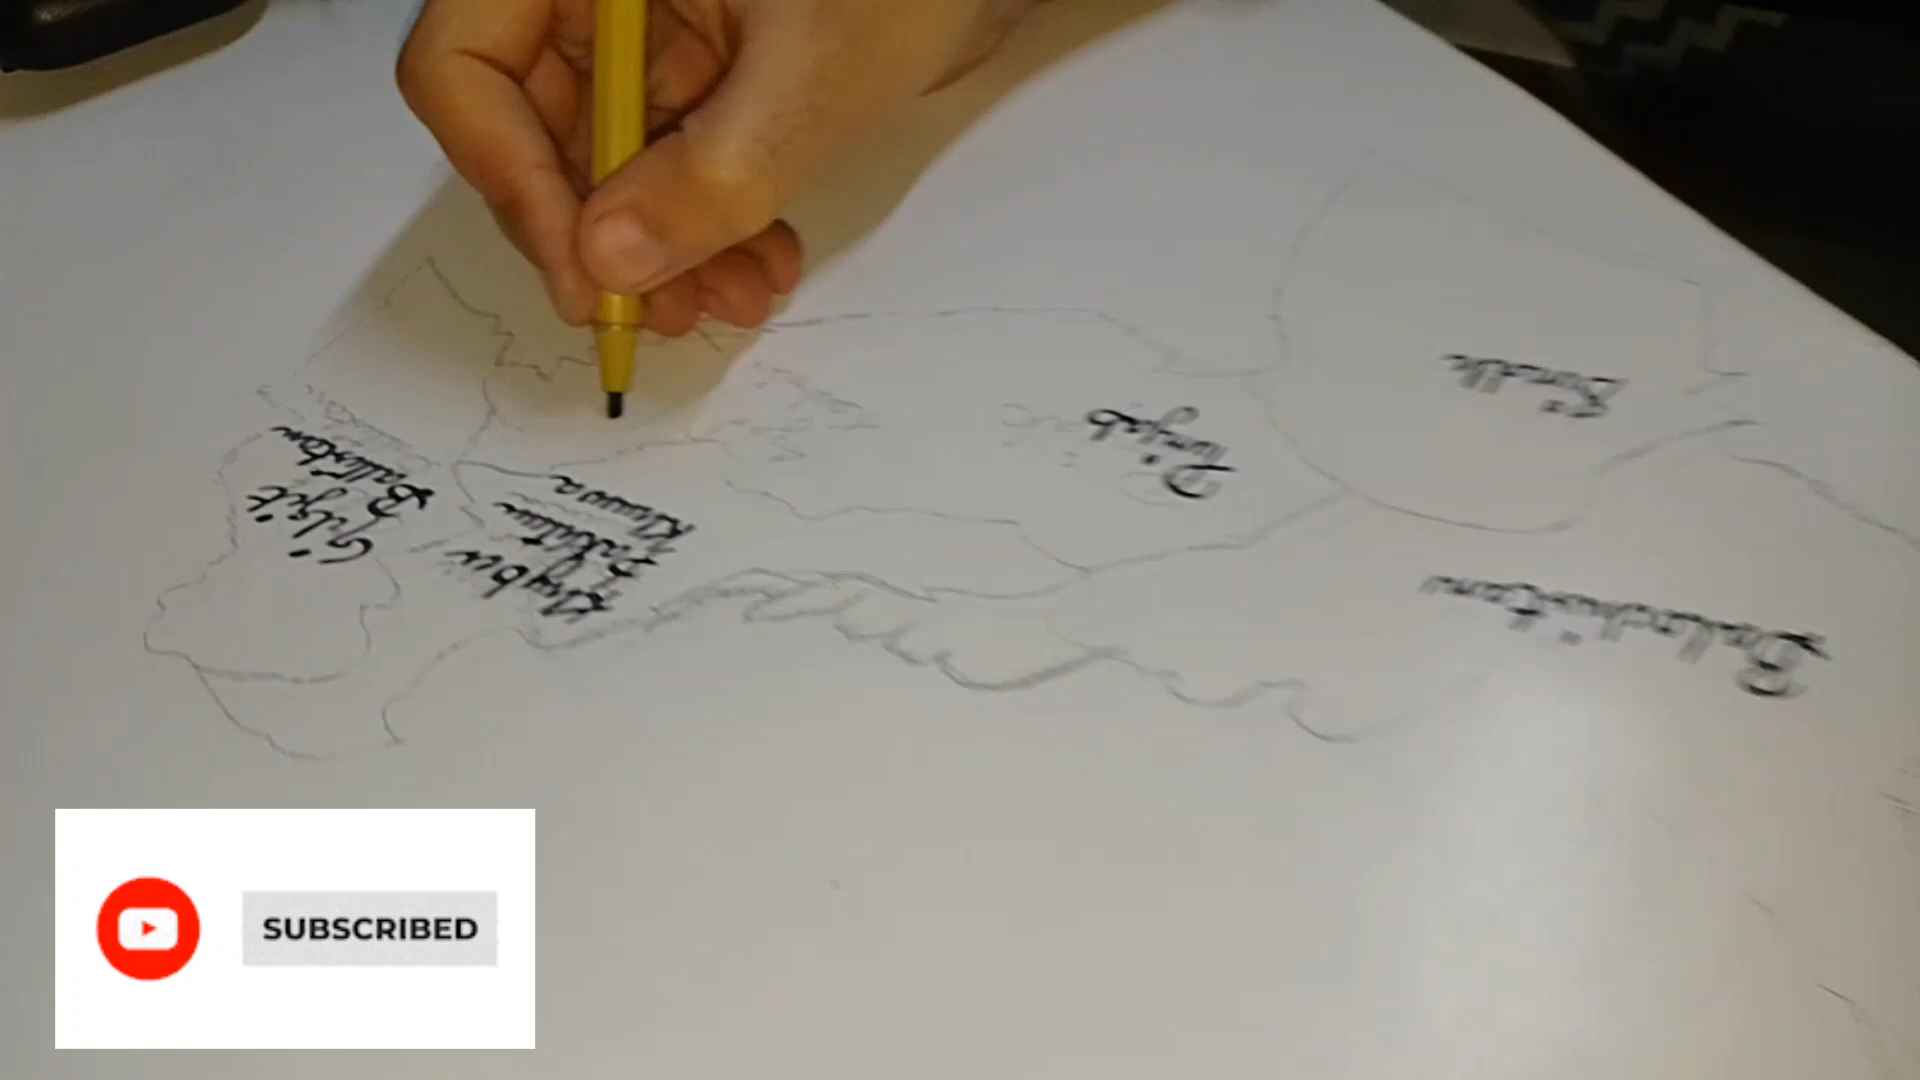 Gilgit
Baltistan
Khyber
Pakhtun
Khuwa
Punjab
Sindh
Balochistan
SUBSCRIBED